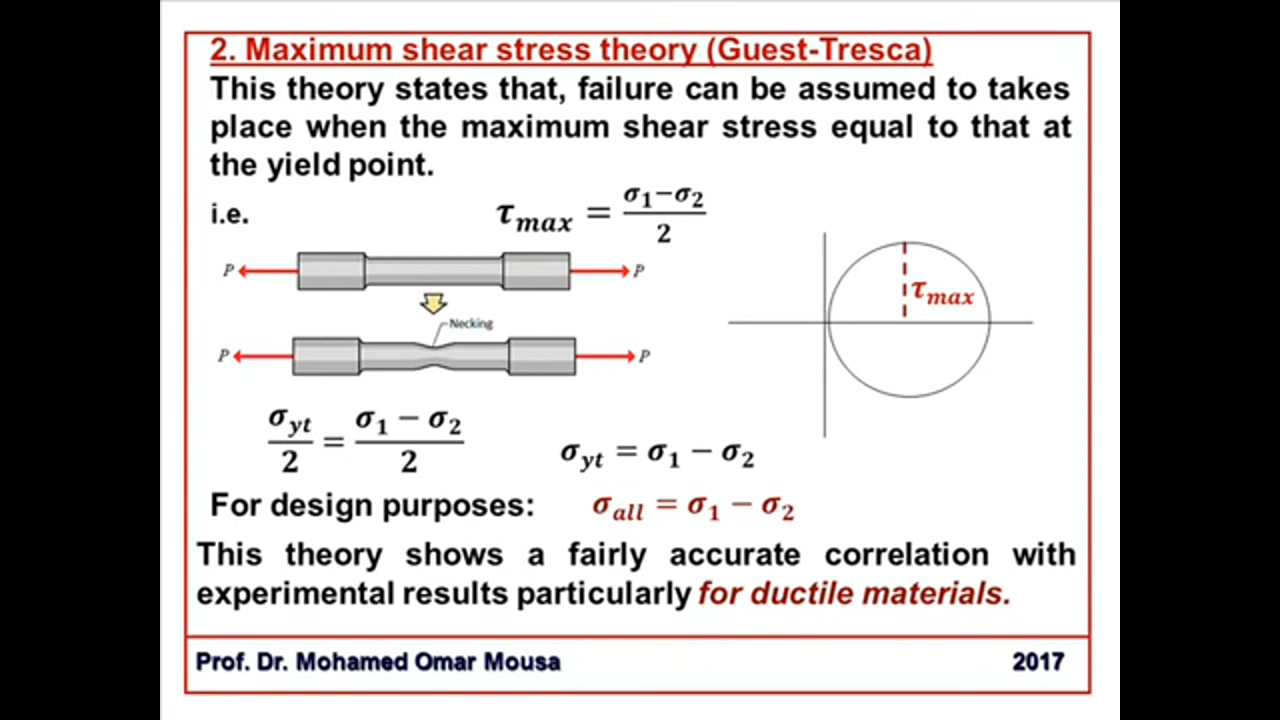 2. Maximum shear stress theory (Guest-Tresca)
This theory states that, failure can be assumed to takes
place when the maximum shear stress equal to that at
the yield point.
i.e. τmax = σ1−σ2 / 2
P P
Necking
P P
τmax
σyt / 2 = σ1 − σ2 / 2
σyt = σ1 − σ2
For design purposes: σall = σ1 − σ2
This theory shows a fairly accurate correlation with
experimental results particularly for ductile materials.
Prof. Dr. Mohamed Omar Mousa 2017